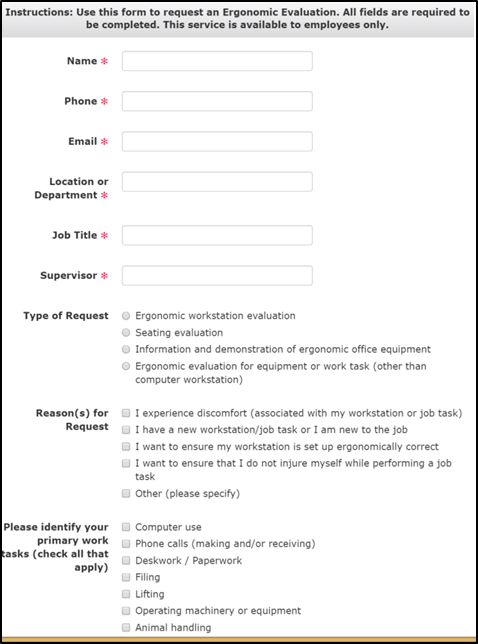 Instructions: Use this form to request an Ergonomic Evaluation. All fields are required to
be completed. This service is available to employees only.
Name *
Phone *
Email *
Location or
Department *
Job Title *
Supervisor *
Type of Request
Ergonomic workstation evaluation
Seating evaluation
Information and demonstration of ergonomic office equipment
Ergonomic evaluation for equipment or work task (other than
computer workstation)
Reason(s) for
Request
I experience discomfort (associated with my workstation or job task)
I have a new workstation/job task or I am new to the job
I want to ensure my workstation is set up ergonomically correct
I want to ensure that I do not injure myself while performing a job
task
Other (please specify)
Please identify your
primary work
tasks (check all that
apply)
Computer use
Phone calls (making and/or receiving)
Deskwork / Paperwork
Filing
Lifting
Operating machinery or equipment
Animal handling